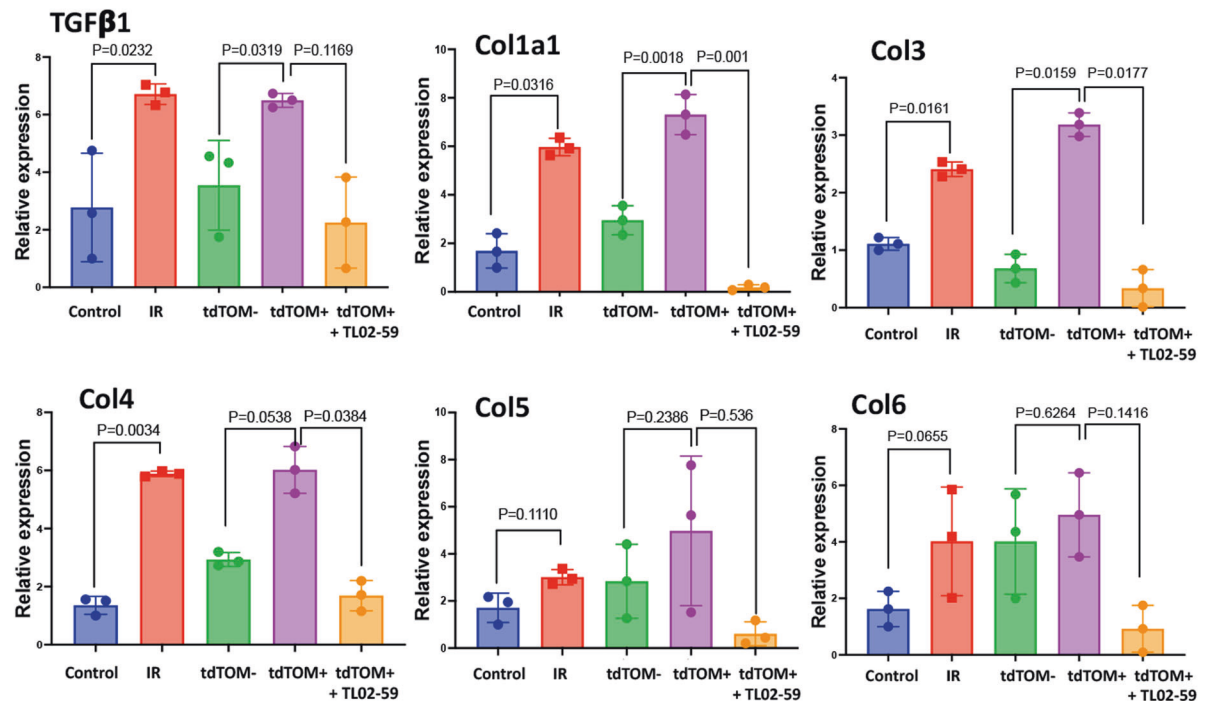 TGFβ1
P=0.0232
P=0.0319
P=0.1169
Relative expression
8
6
4
2
0
Control
IR
tdTOM-
tdTOM+
tdTOM+
+ TL02-59
Col1a1
P=0.0316
P=0.0018
P=0.001
Relative expression
10
8
6
4
2
0
Control
IR
tdTOM-
tdTOM+
tdTOM+
+ TL02-59
Col3
P=0.0161
P=0.0159
P=0.0177
Relative expression
4
3
2
1
0
Control
IR
tdTOM-
tdTOM+
tdTOM+
+ TL02-59
Col4
P=0.0034
P=0.0538
P=0.0384
Relative expression
8
6
4
2
0
Control
IR
tdTOM-
tdTOM+
tdTOM+
+ TL02-59
Col5
P=0.1110
P=0.2386
P=0.536
Relative expression
10
8
6
4
2
0
Control
IR
tdTOM-
tdTOM+
tdTOM+
+ TL02-59
Col6
P=0.0655
P=0.6264
P=0.1416
Relative expression
8
6
4
2
0
Control
IR
tdTOM-
tdTOM+
tdTOM+
+ TL02-59